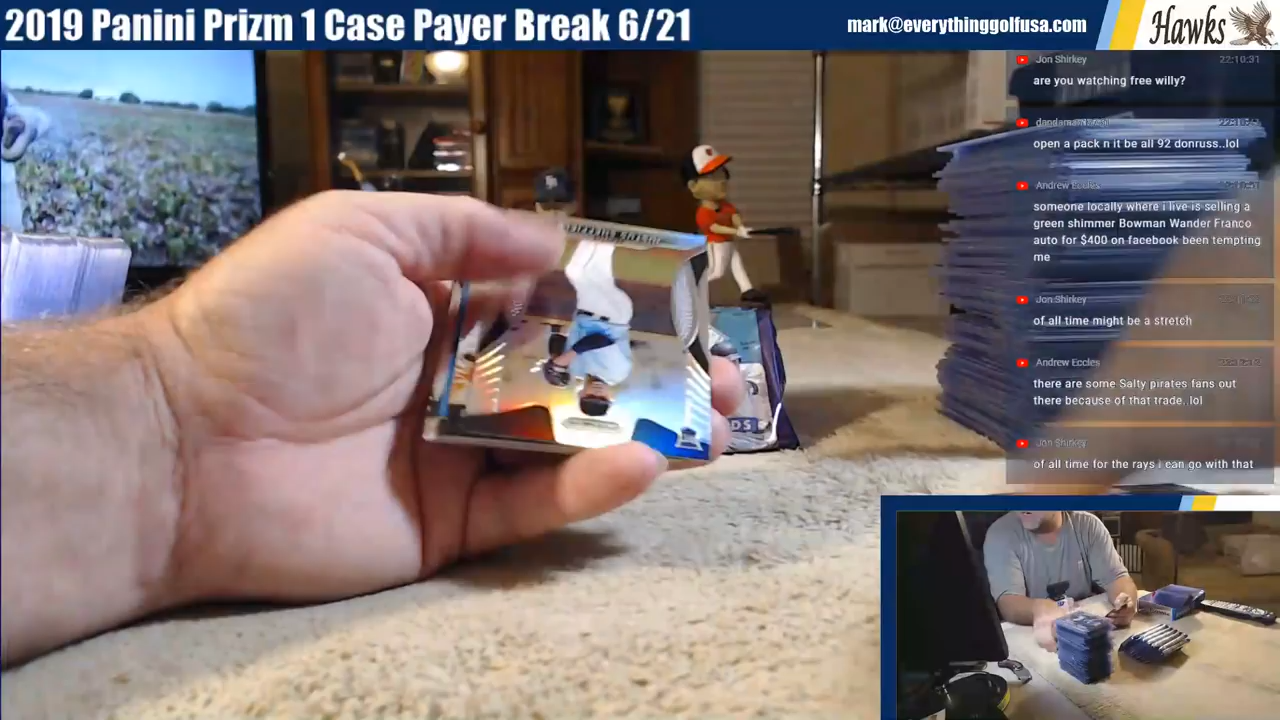 2019 Panini Prizm 1 Case Payer Break 6/21
mark@everythinggolfusa.com
Hawks
Jon Shirkey
22:10:31
are you watching free willy?
open a pack n it be all 92 donruss..lol
Andrew Eccles
someone locally where i live is selling a
green shimmer Bowman Wander Franco
auto for $400 on facebook been tempting
me
Jon Shirkey
of all time might be a stretch
Andrew Eccles
there are some Salty pirates fans out
there because of that trade..lol
Jon Shirkey
of all time for the rays i can go with that